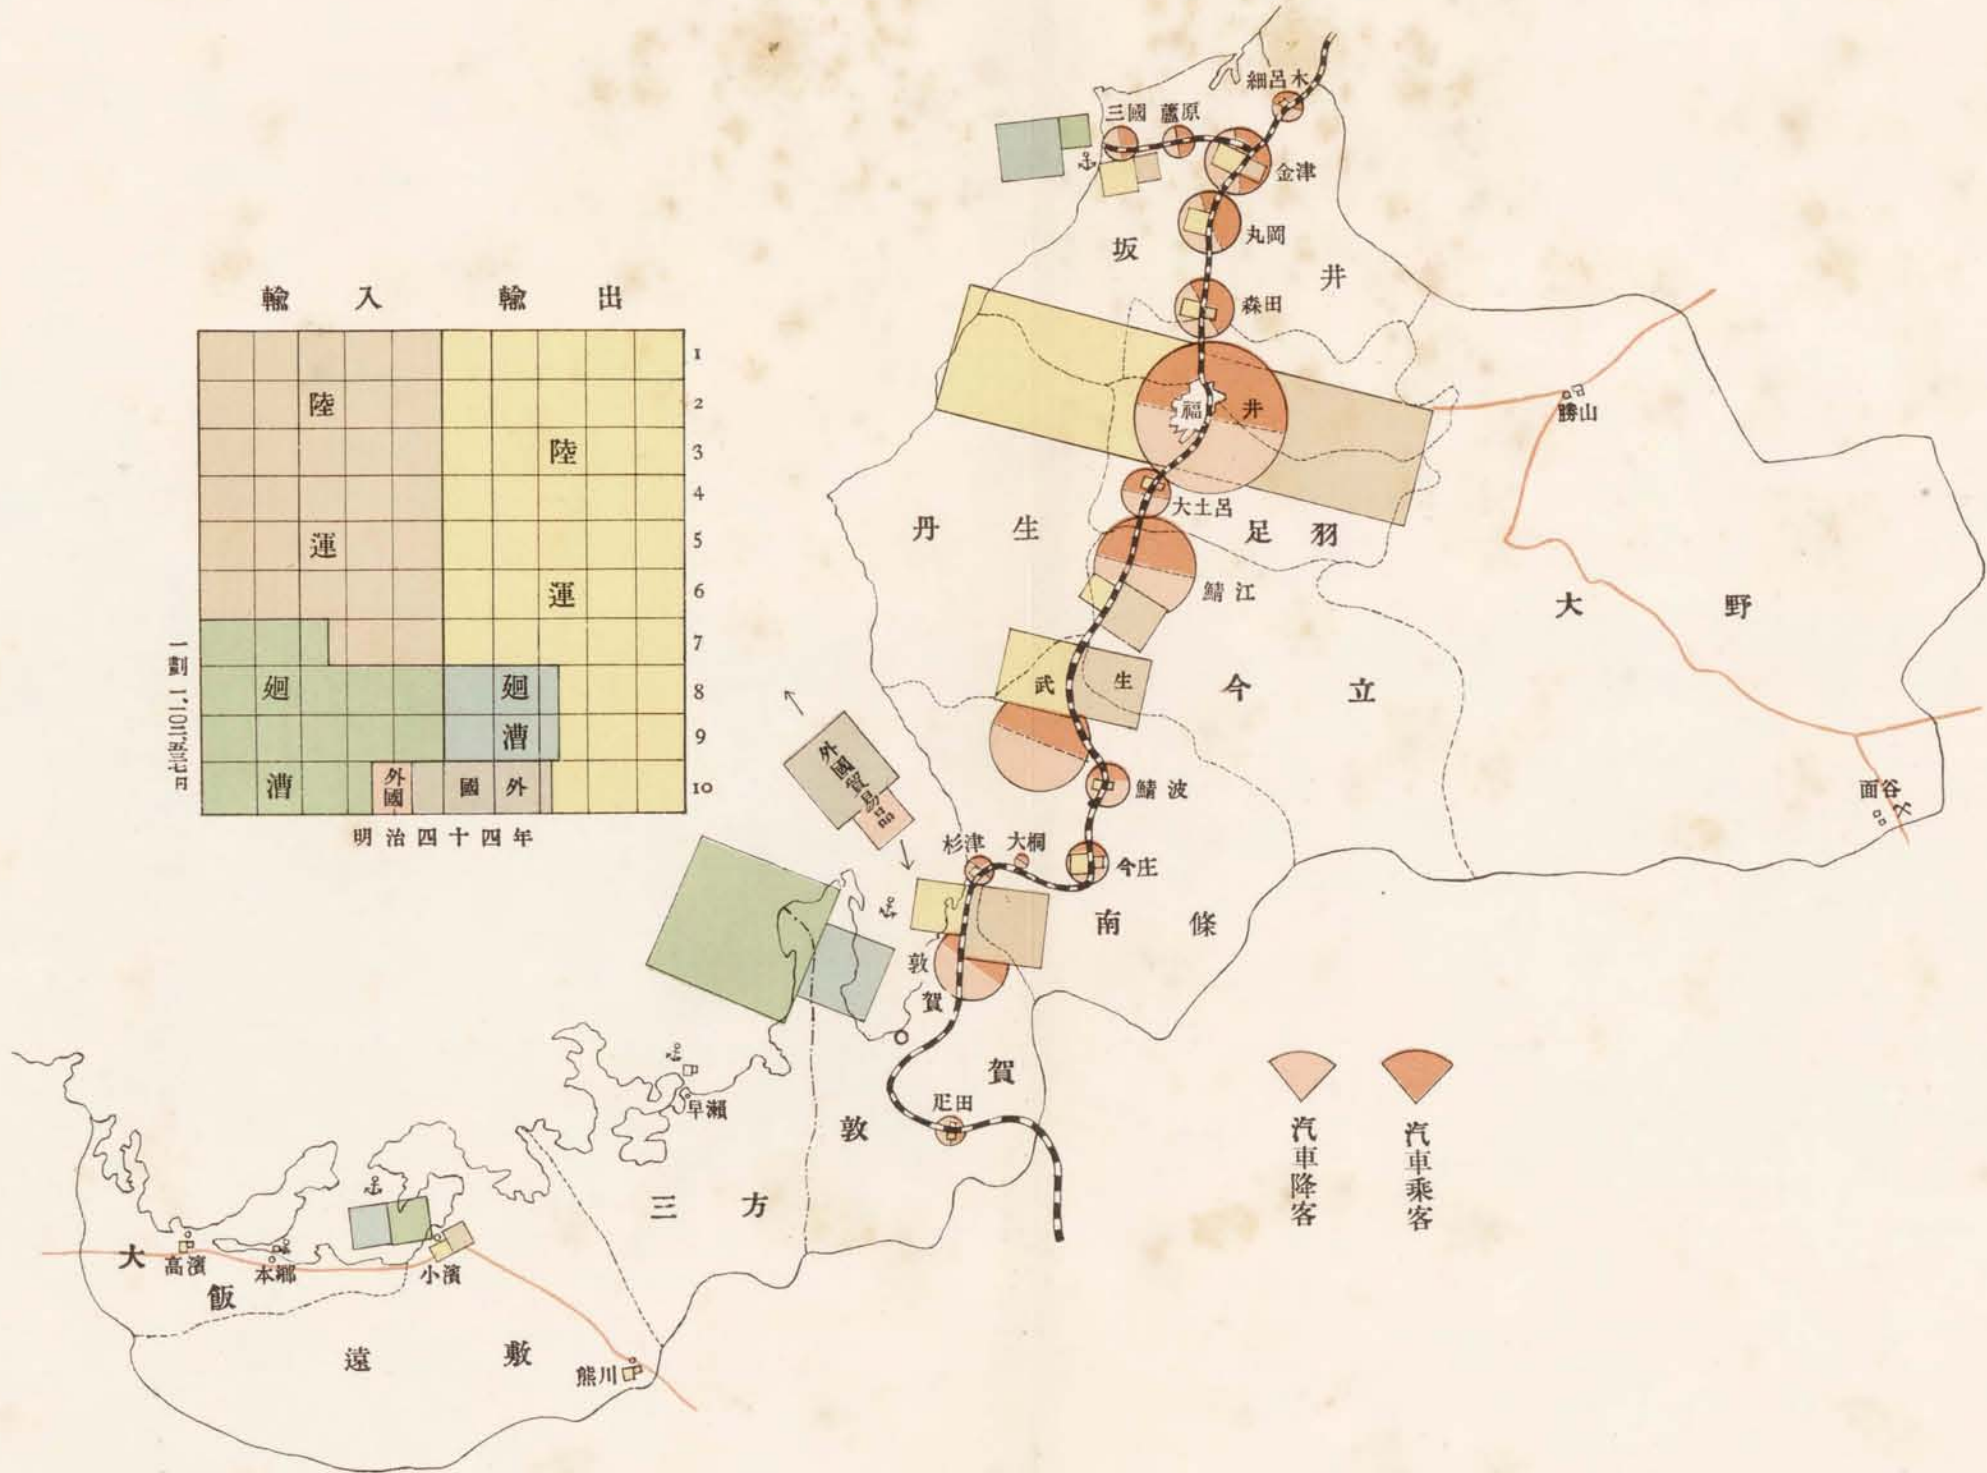 細呂木
三國
蘆原
金津
丸岡
坂井
森田
輸入
輸出
1
2
3
4
5
6
7
8
9
10
陸運
陸運
廻漕
廻漕
外國
國外
明治四十四年
福井
勝山
大土呂
丹生
足羽
鯖江
大野
武生
今立
外國貿易品
鯖波
面谷
杉津
大桐
今庄
南條
敦賀
敦賀
疋田
早瀬
三方
汽車降客
汽車乘客
大飯
高濱
本鄉
小濱
遠敷
熊川